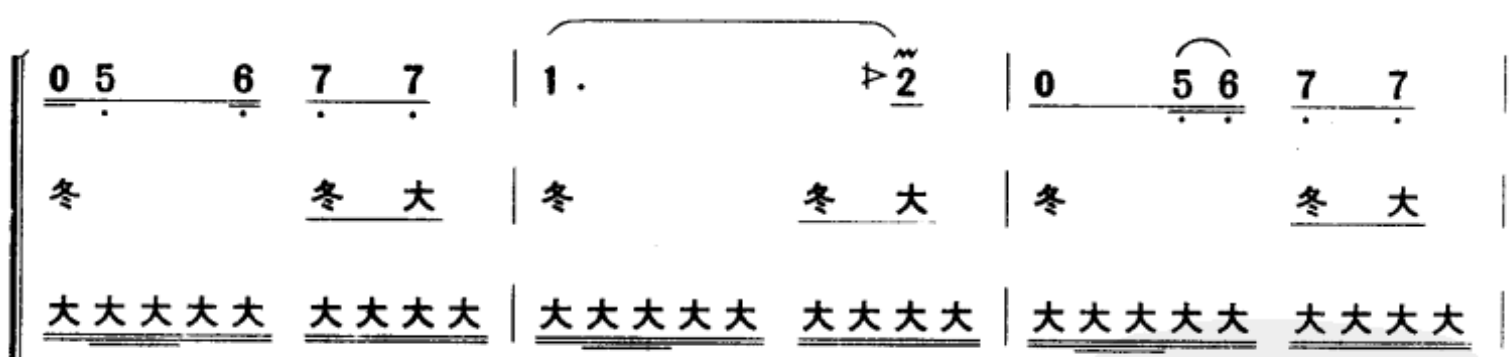 0 5 6 7 7 | 1 . 2 | 0 5 6 7 7 |
冬 冬 大 | 冬 冬 大 | 冬 冬 大 |
大 大 大 大 大 大 大 大 大 | 大 大 大 大 大 大 大 大 大 | 大 大 大 大 大 大 大 大 大 |